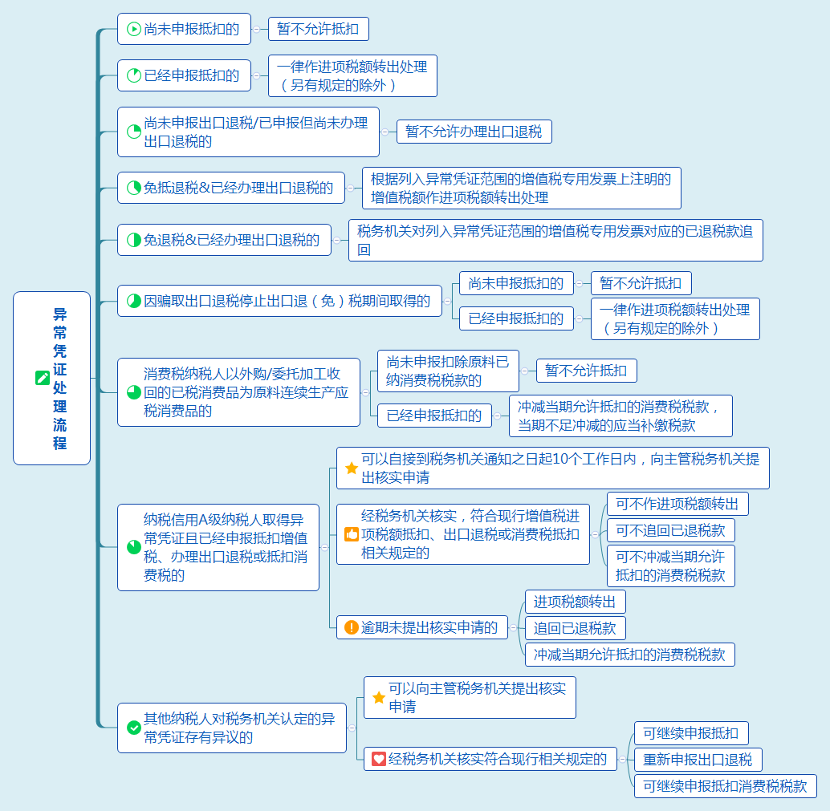 异常凭证处理流程
尚未申报抵扣的
暂不允许抵扣
已经申报抵扣的
一律作进项税额转出处理
（另有规定的除外）
尚未申报出口退税/已申报但尚未办理
出口退税的
暂不允许办理出口退税
免抵退税&已经办理出口退税的
根据列入异常凭证范围的增值税专用发票上注明的
增值税额作进项税额转出处理
免退税&已经办理出口退税的
税务机关对列入异常凭证范围的增值税专用发票对应的已退税款追
回
因骗取出口退税停止出口退（免）税期间取得的
尚未申报抵扣的
暂不允许抵扣
已经申报抵扣的
一律作进项税额转出处理
（另有规定的除外）
消费税纳税人以外购/委托加工收
回的已税消费品为原料连续生产应
税消费品的
尚未申报扣除原料已
纳消费税税款的
暂不允许抵扣
已经申报抵扣的
冲减当期允许抵扣的消费税税款，
当期不足冲减的应当补缴税款
纳税信用A级纳税人取得异
常凭证且已经申报抵扣增值
税、办理出口退税或抵扣消
费税的
可以自接到税务机关通知之日起10个工作日内，向主管税务机关提
出核实申请
经税务机关核实，符合现行增值税进
项税额抵扣、出口退税或消费税抵扣
相关规定的
可不作进项税额转出
可不追回已退税款
可不冲减当期允许
抵扣的消费税税款
逾期未提出核实申请的
进项税额转出
追回已退税款
冲减当期允许抵扣的消费税税款
其他纳税人对税务机关认定的异
常凭证存有异议的
可以向主管税务机关提出核实
申请
经税务机关核实符合现行相关规定的
可继续申报抵扣
重新申报出口退税
可继续申报抵扣消费税税款